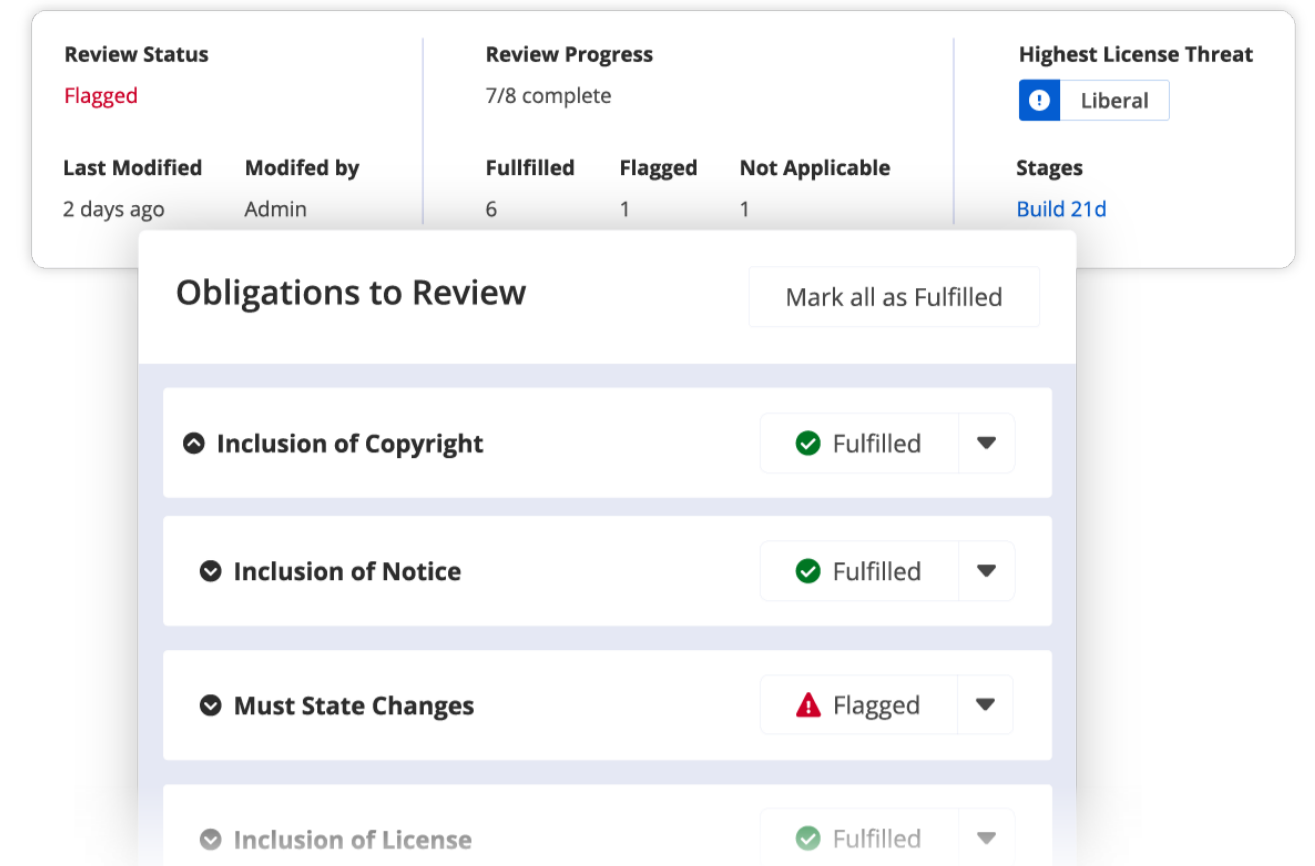 Review Status
Review Progress
Highest License Threat
Flagged
7/8 complete
Liberal
Last Modified
Modifed by
Fullfilled
Flagged
Not Applicable
Stages
2 days ago
Admin
6
1
1
Build 21d
Obligations to Review
Mark all as Fulfilled
Inclusion of Copyright
Fulfilled
Inclusion of Notice
Fulfilled
Must State Changes
Flagged
Inclusion of License
Fulfilled